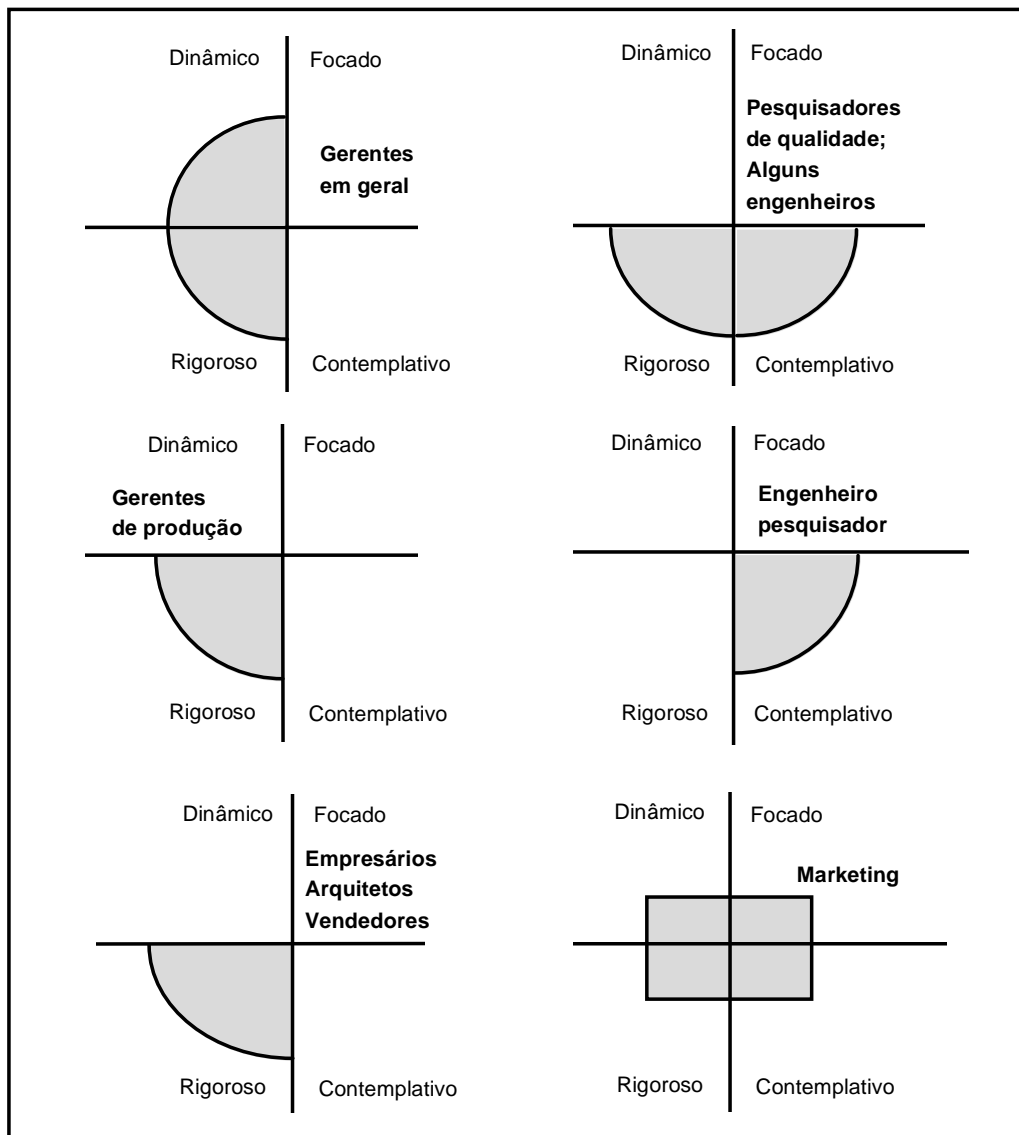 Dinâmico Focado
Gerentes
em geral
Rigoroso Contemplativo
Dinâmico Focado
Pesquisadores
de qualidade;
Alguns
engenheiros
Rigoroso Contemplativo
Dinâmico Focado
Gerentes
de produção
Rigoroso Contemplativo
Dinâmico Focado
Engenheiro
pesquisador
Rigoroso Contemplativo
Dinâmico Focado
Empresários
Arquitetos
Vendedores
Rigoroso Contemplativo
Dinâmico Focado
Marketing
Rigoroso Contemplativo